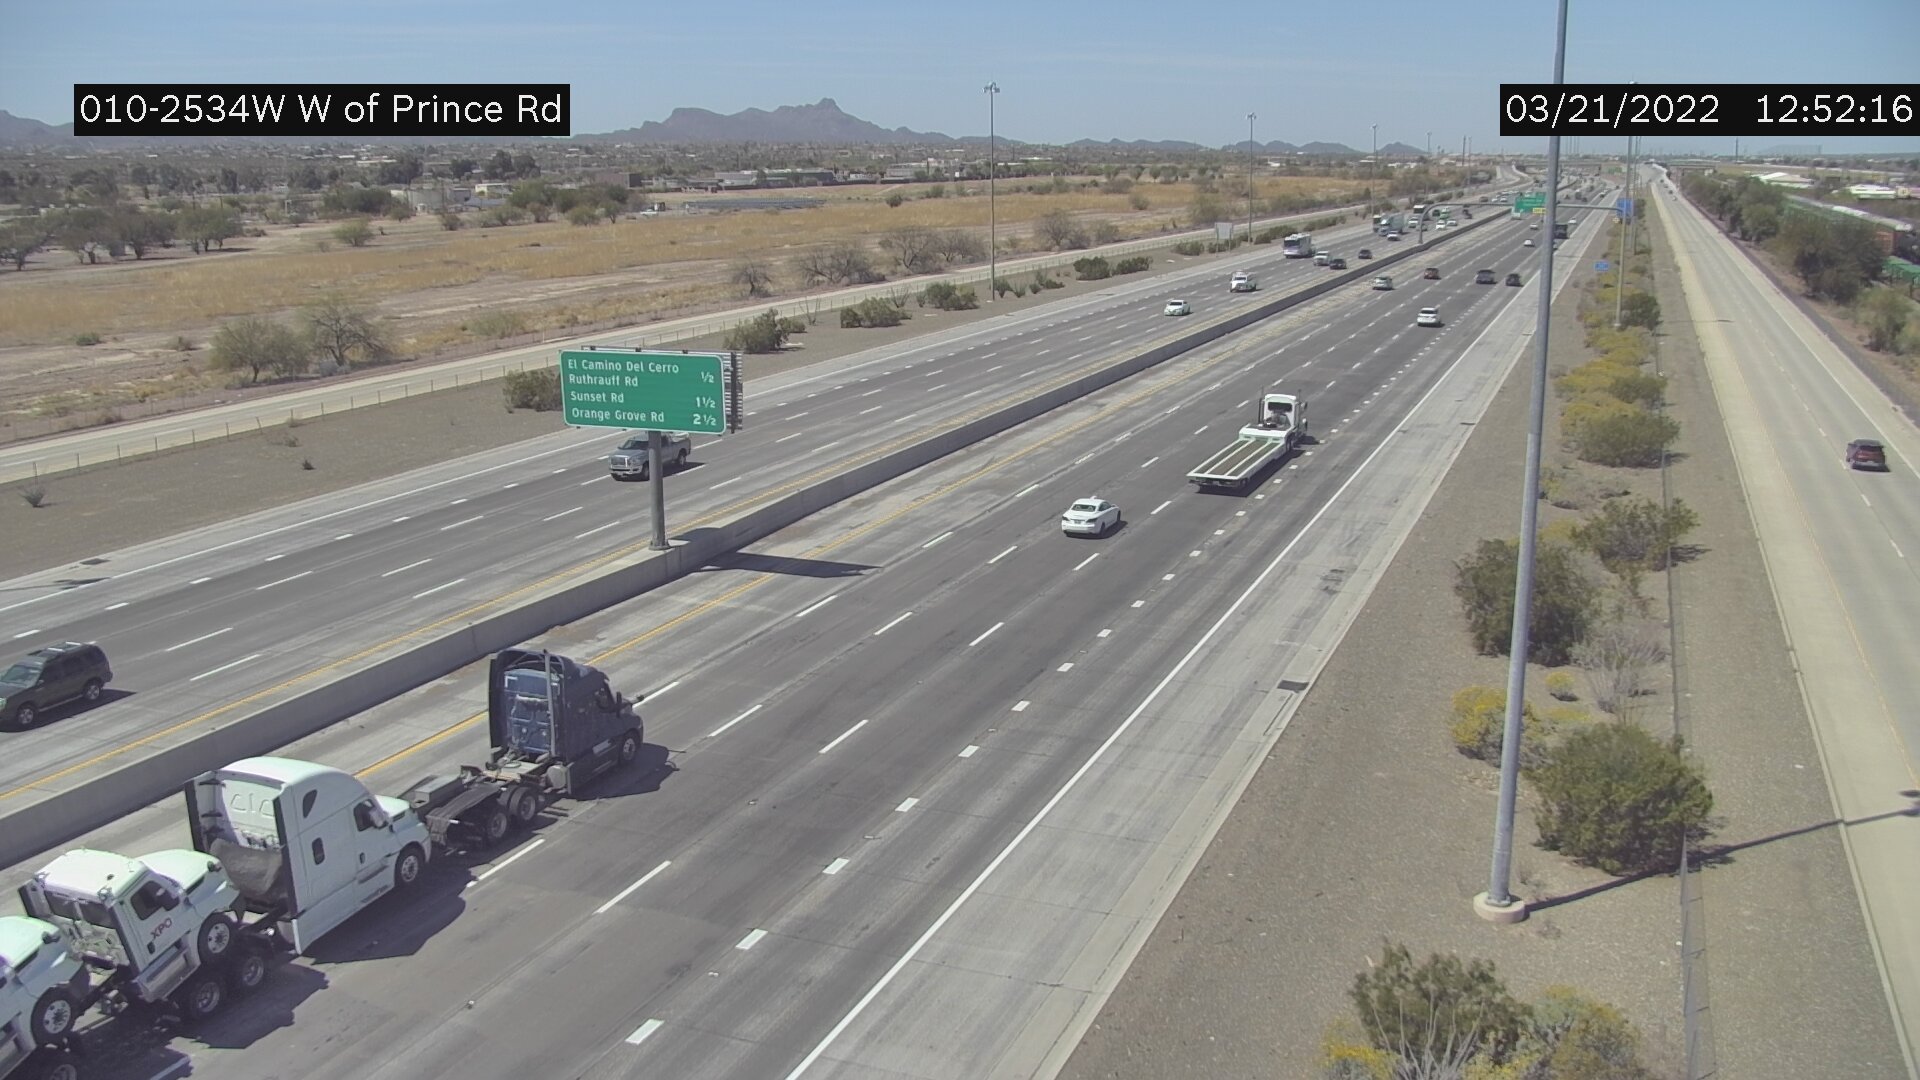 010-2534W W of Prince Rd
03/21/2022 12:52:16
El Camino Del Cerro
Ruthrauff Rd 1/2
Sunset Rd 1 1/2
Orange Grove Rd 2 1/2
XPO